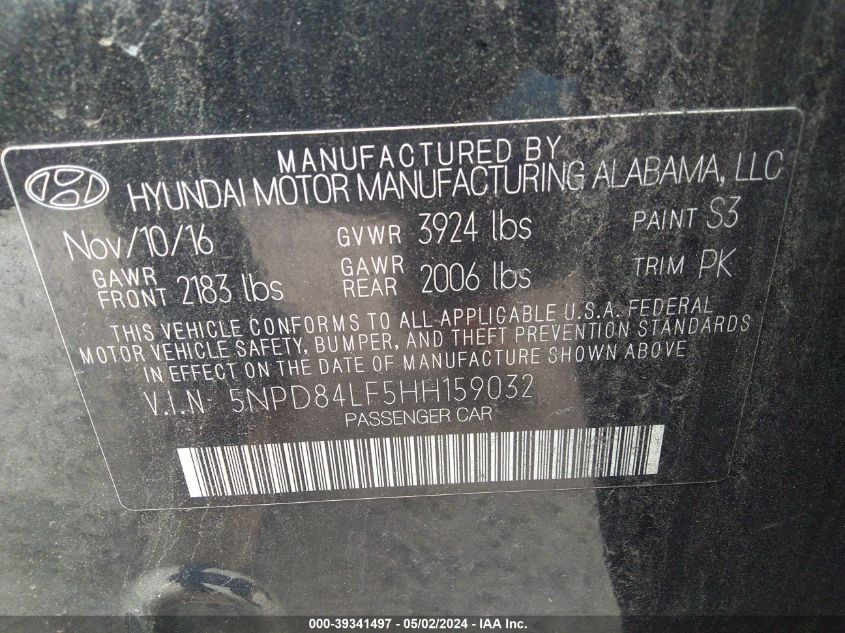 MANUFACTURED BY
HYUNDAI MOTOR MANUFACTURING ALABAMA, LLC
Nov/10/16 GVWR 3924 lbs PAINT S3
GAWR FRONT 2183 lbs GAWR REAR 2006 lbs TRIM PK
THIS VEHICLE CONFORMS TO ALL APPLICABLE U.S.A. FEDERAL
MOTOR VEHICLE SAFETY, BUMPER, AND THEFT PREVENTION STANDARDS
IN EFFECT ON THE DATE OF MANUFACTURE SHOWN ABOVE
V.I.N 5NPD84LF5HH159032
PASSENGER CAR
000-39341497 - 05/02/2024 - IAA Inc.